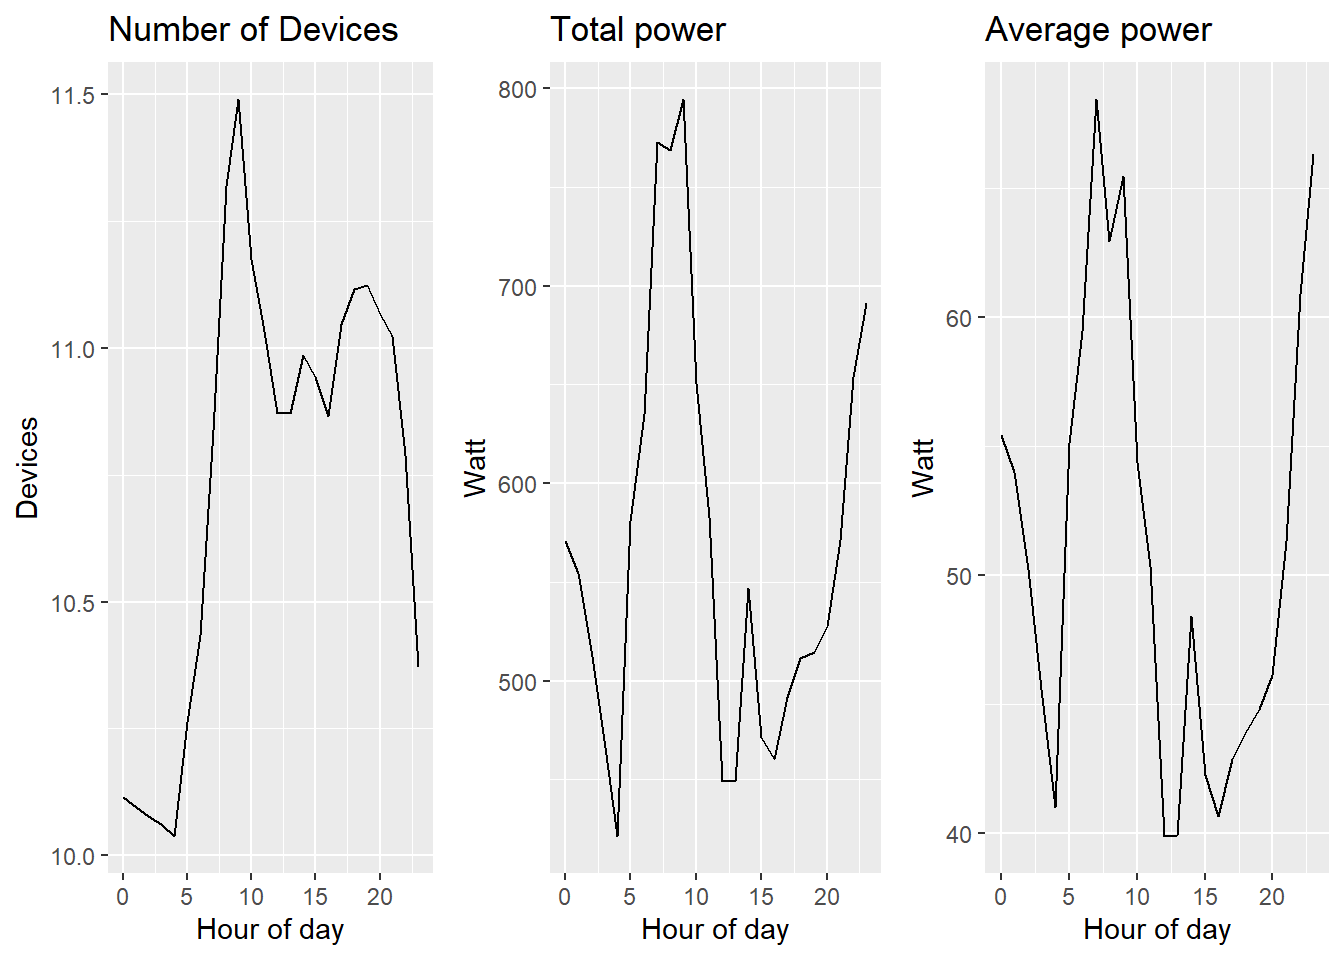 Number of Devices
Devices
11.5
11.0
10.5
10.0
0 5 10 15 20
Hour of day
Total power
Watt
800
700
600
500
0 5 10 15 20
Hour of day
Average power
Watt
60
50
40
0 5 10 15 20
Hour of day